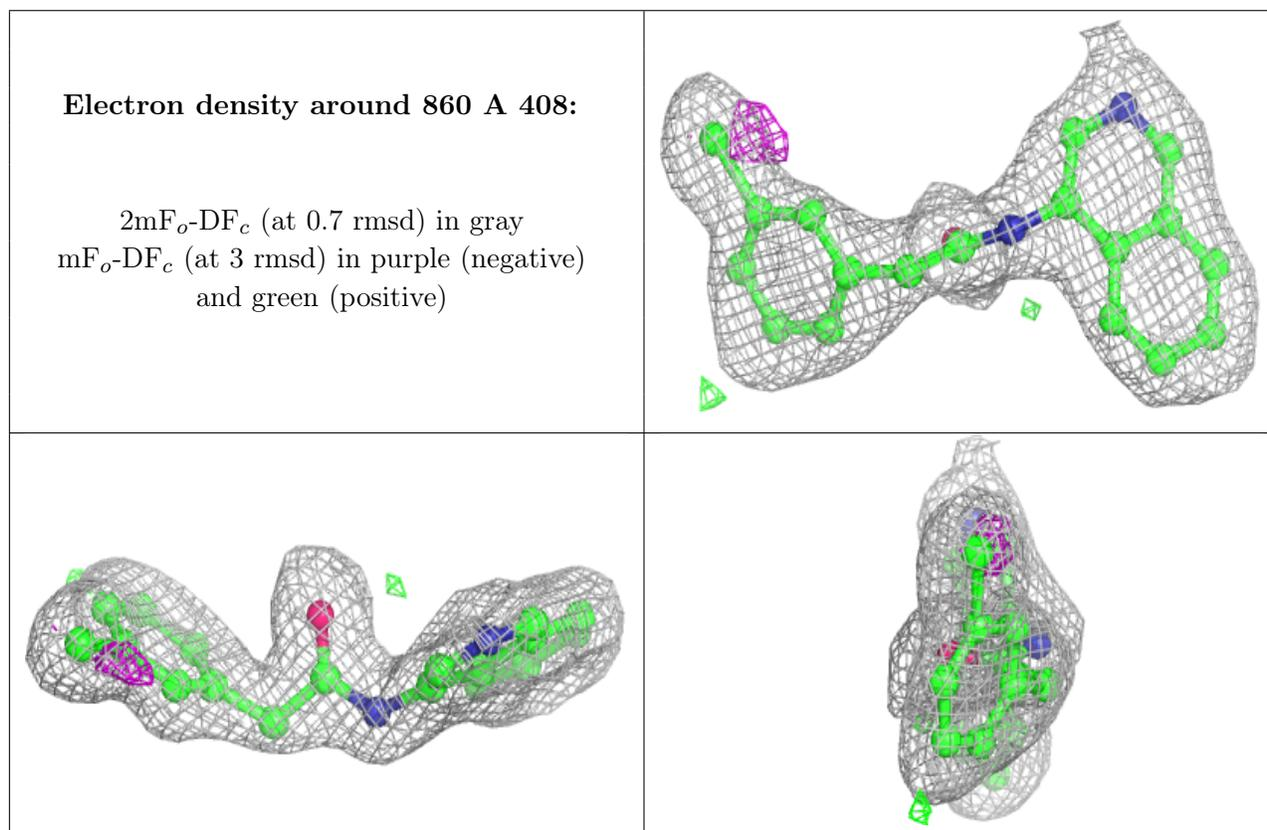 Electron density around 860 A 408:
2mFo-DFc (at 0.7 rmsd) in gray
mFo-DFc (at 3 rmsd) in purple (negative)
and green (positive)